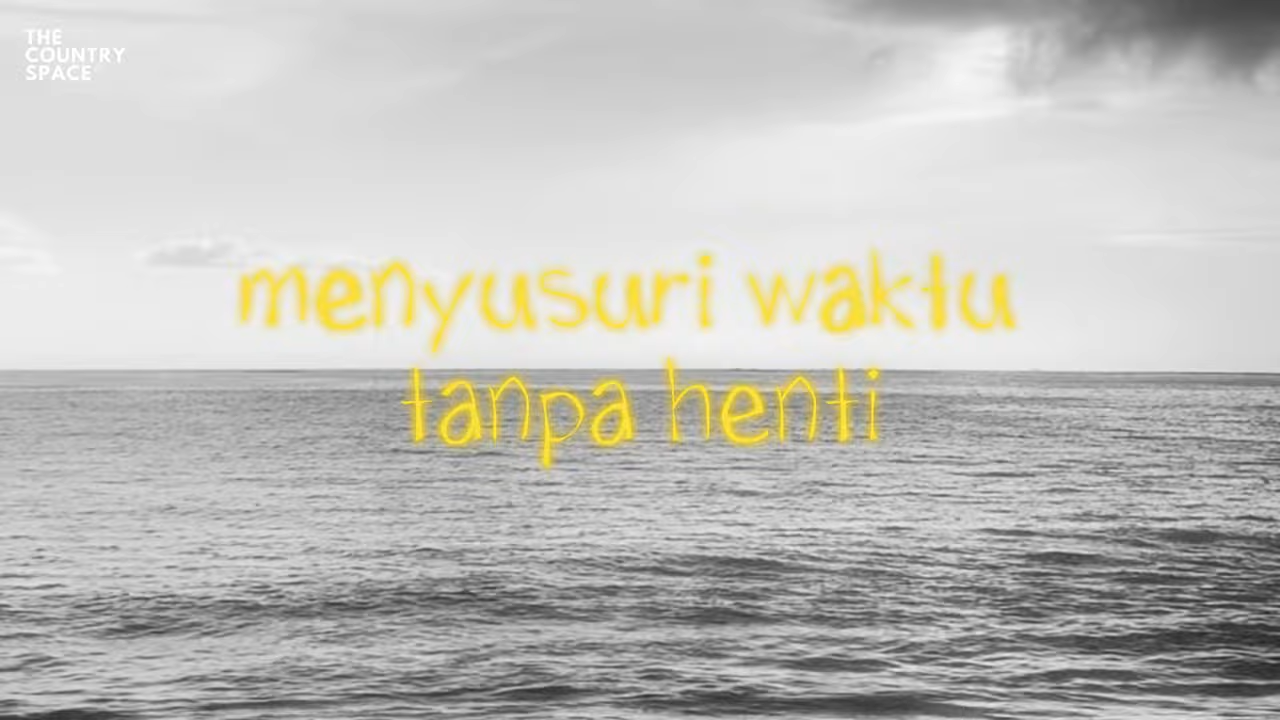 THE
COUNTRY
SPACE
menyusuri waktu
tanpa henti